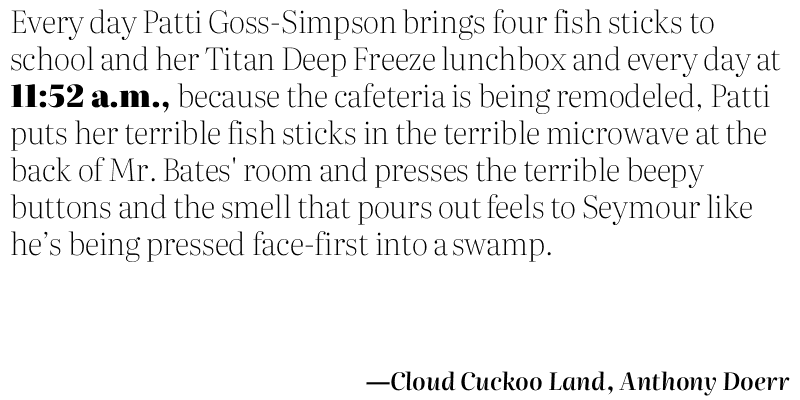 Every day Patti Goss-Simpson brings four fish sticks to
school and her Titan Deep Freeze lunchbox and every day at
11:52 a.m., because the cafeteria is being remodeled, Patti
puts her terrible fish sticks in the terrible microwave at the
back of Mr. Bates' room and presses the terrible beepy
buttons and the smell that pours out feels to Seymour like
he’s being pressed face-first into a swamp.
—Cloud Cuckoo Land, Anthony Doerr